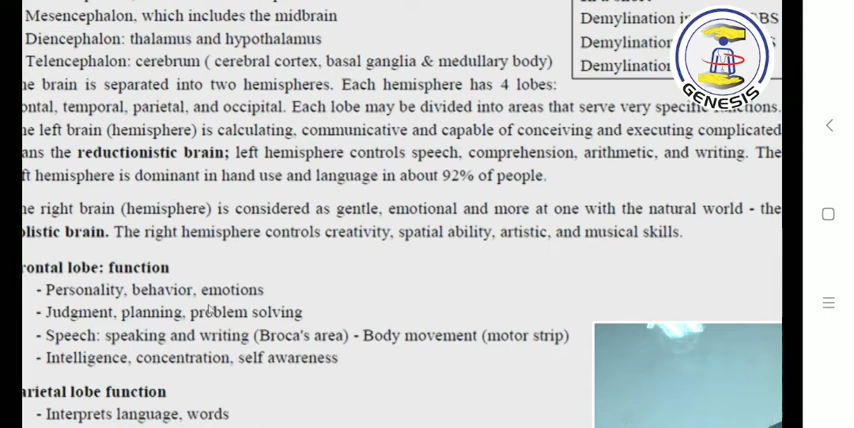 Mesencephalon, which includes the midbrain
Diencephalon: thalamus and hypothalamus
Telencephalon: cerebrum ( cerebral cortex, basal ganglia & medullary body)
Demylination
BS
Demylination
Demylination
GENESIS
he brain is separated into two hemispheres. Each hemisphere has 4 lobes:
ontal, temporal, parietal, and occipital. Each lobe may be divided into areas that serve very specific functions.
he left brain (hemisphere) is calculating, communicative and capable of conceiving and executing complicated
ans the reductionistic brain; left hemisphere controls speech, comprehension, arithmetic, and writing. The
ft hemisphere is dominant in hand use and language in about 92% of people.
he right brain (hemisphere) is considered as gentle, emotional and more at one with the natural world - the
olistic brain. The right hemisphere controls creativity, spatial ability, artistic, and musical skills.
rontal lobe: function
- Personality, behavior, emotions
- Judgment, planning, problem solving
- Speech: speaking and writing (Broca's area) - Body movement (motor strip)
- Intelligence, concentration, self awareness
arietal lobe function
- Interprets language, words